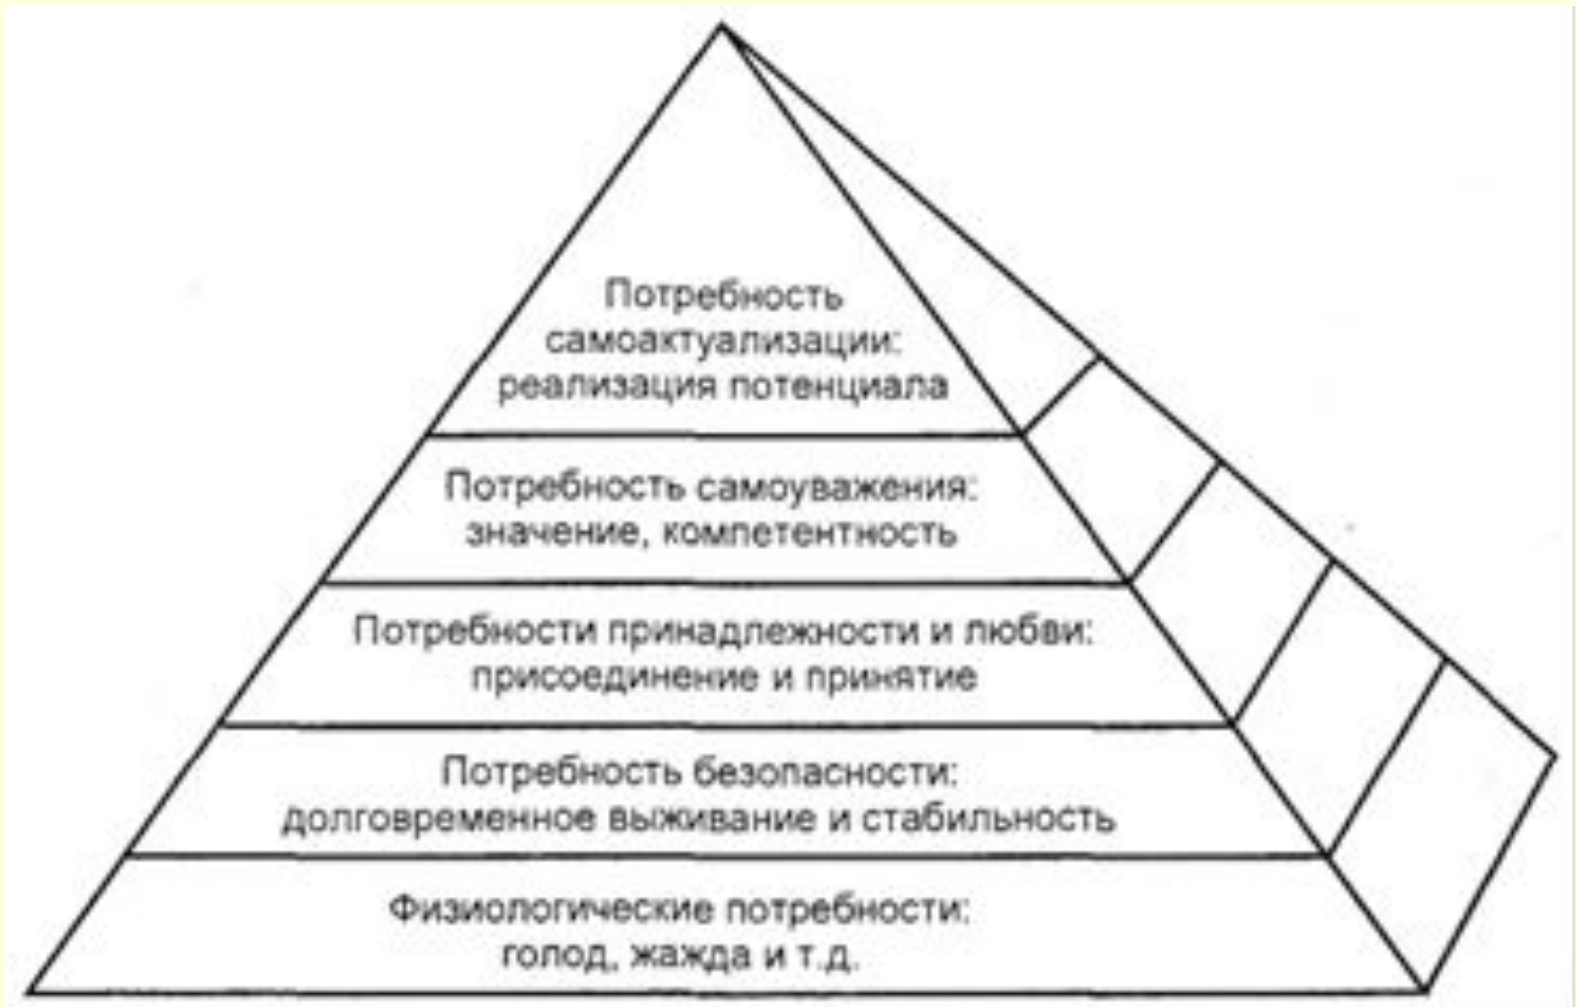 Потребность
самоактуализации:
реализация потенциала
Потребность самоуважения:
значение, компетентность
Потребности принадлежности и любви:
присоединение и принятие
Потребность безопасности:
долговременное выживание и стабильность
Физиологические потребности:
голод, жажда и т.д.